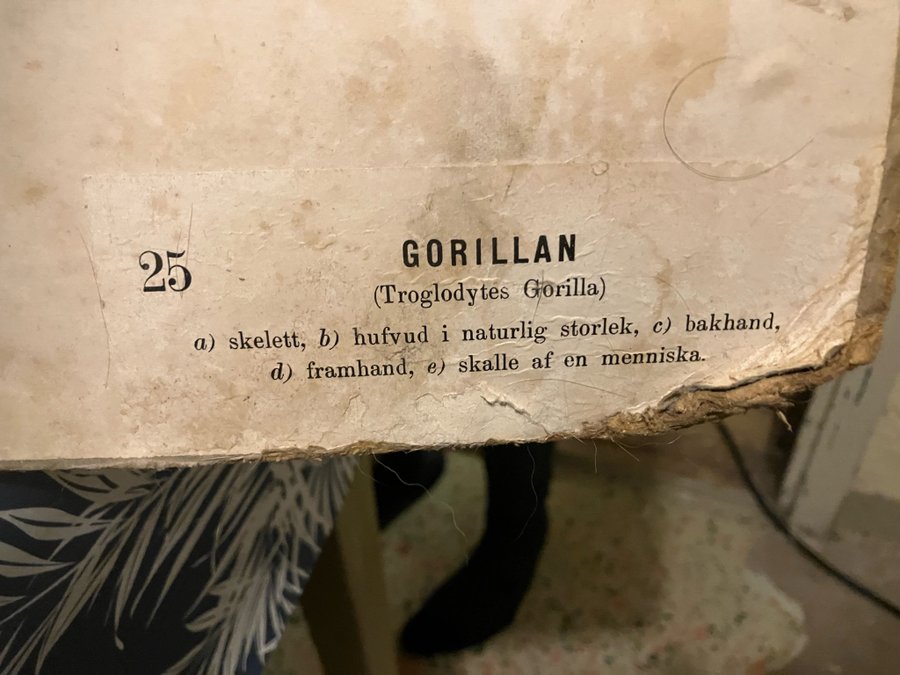 25
GORILLAN
(Troglodytes Gorilla)
a) skelett, b) hufvud i naturlig storlek, c) bakhand,
d) framhand, e) skalle af en menniska.